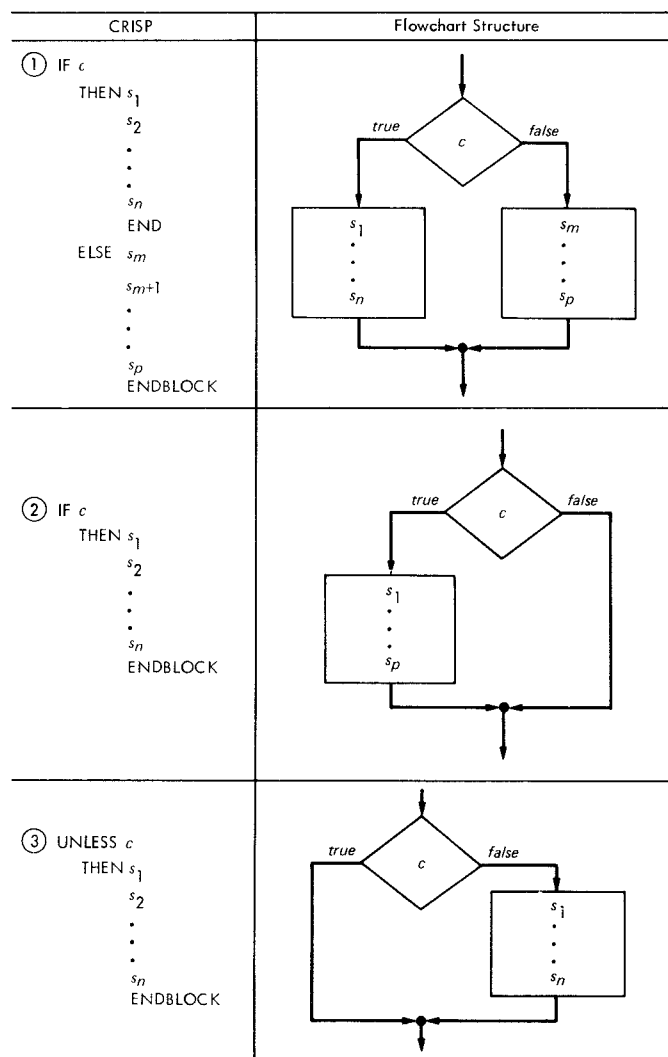 CRISP
Flowchart Structure
① IF c
THEN s1
s2
.
.
.
sn
END
ELSE sm
sm+1
.
.
.
sp
ENDBLOCK
true
c
false
s1
.
.
.
sn
sm
.
.
.
sp
② IF c
THEN s1
s2
.
.
.
sn
ENDBLOCK
true
c
false
s1
.
.
.
sp
③ UNLESS c
THEN s1
s2
.
.
.
sn
ENDBLOCK
true
c
false
s1
.
.
.
sn